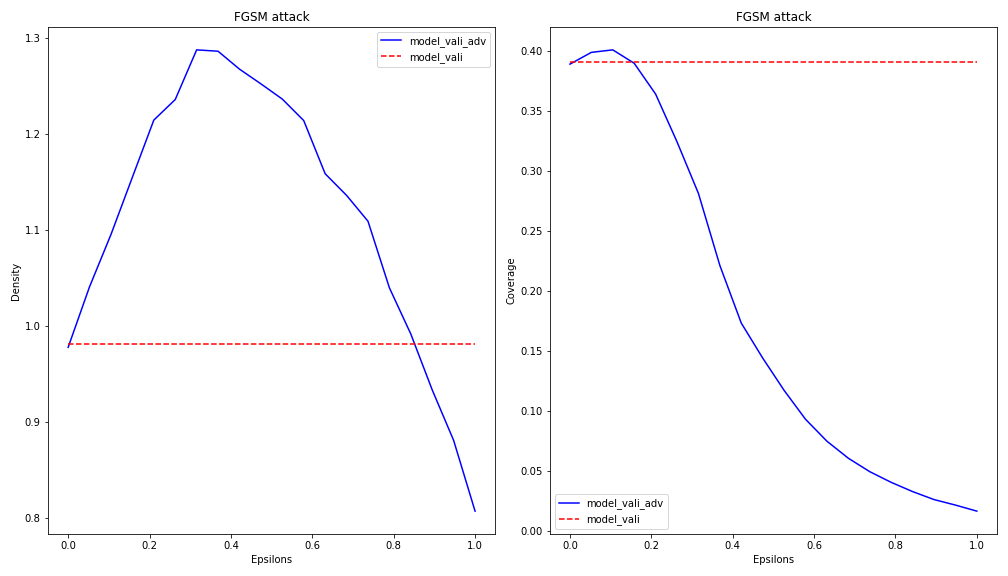 FGSM attack
Density
1.3
1.2
1.1
1.0
0.9
0.8
model_vali_adv
model_vali
0.0 0.2 0.4 0.6 0.8 1.0
Epsilons
FGSM attack
Coverage
0.40
0.35
0.30
0.25
0.20
0.15
0.10
0.05
0.00
model_vali_adv
model_vali
0.0 0.2 0.4 0.6 0.8 1.0
Epsilons